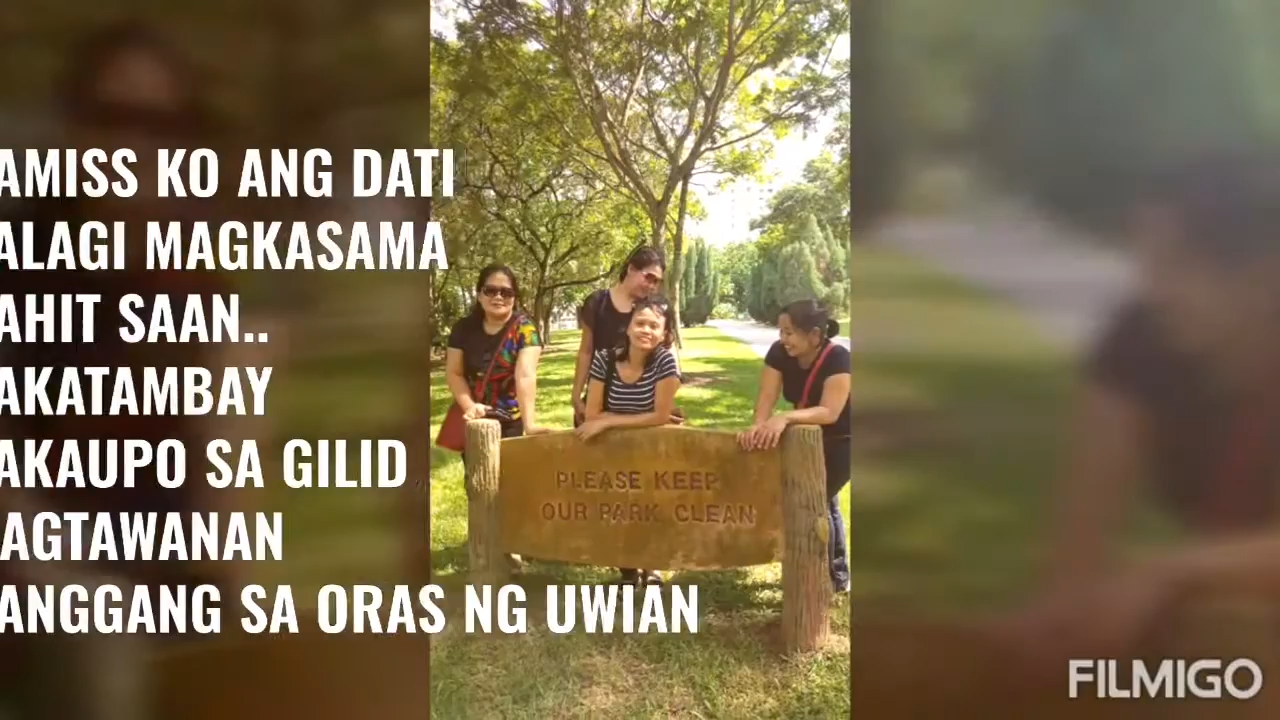 AMISS KO ANG DATI
ALAGI MAGKASAMA
AHIT SAAN..
AKATAMBAY
AKAUPO SA GILID
AGTAWANAN
ANGGANG SA ORAS NG UWIAN
PLEASE KEEP
OUR PARK CLEAN
FILMIGO